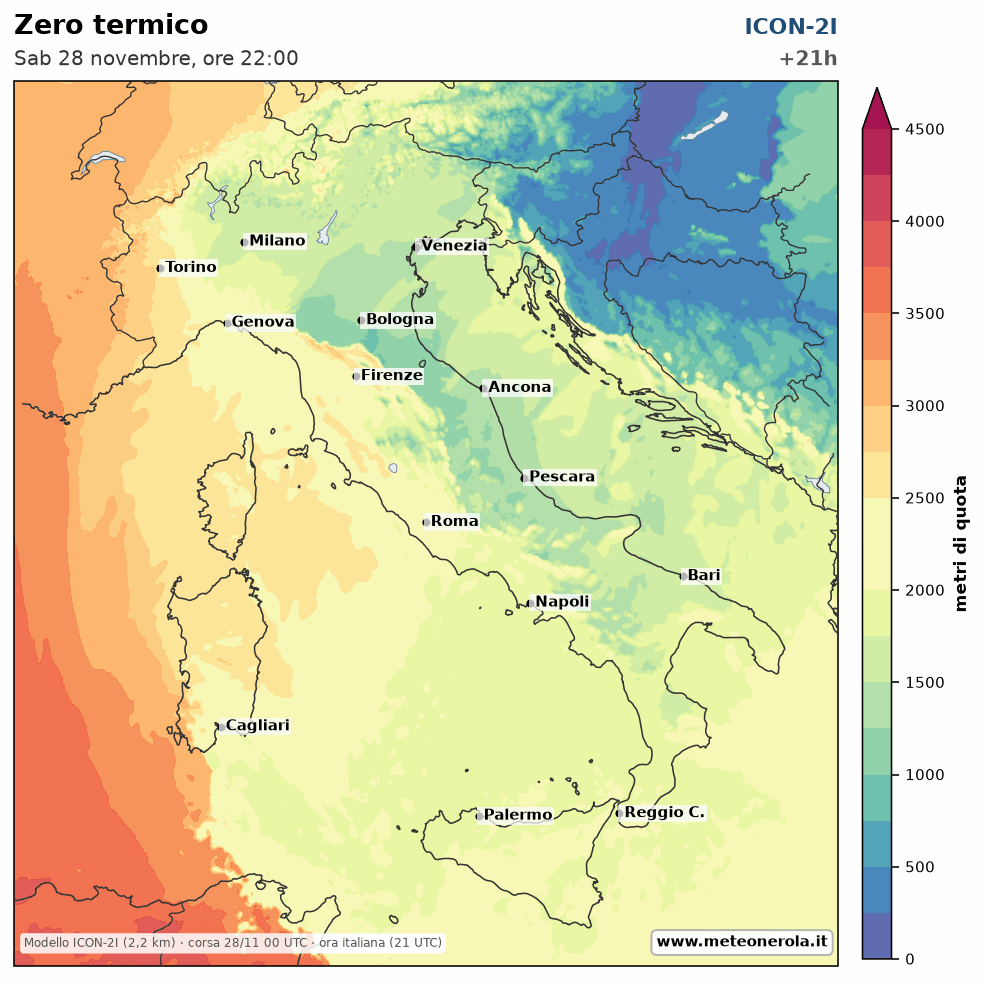 Zero termico
ICON-2I
Sab 28 novembre, ore 22:00
+21h
4500
4000
3500
3000
2500
2000
1500
1000
500
0
metri di quota
Milano
Venezia
Torino
Genova
Bologna
Firenze
Ancona
Pescara
Roma
Bari
Napoli
Cagliari
Palermo
Reggio C.
Modello ICON-2I (2,2 km) · corsa 28/11 00 UTC · ora italiana (21 UTC)
www.meteonerola.it